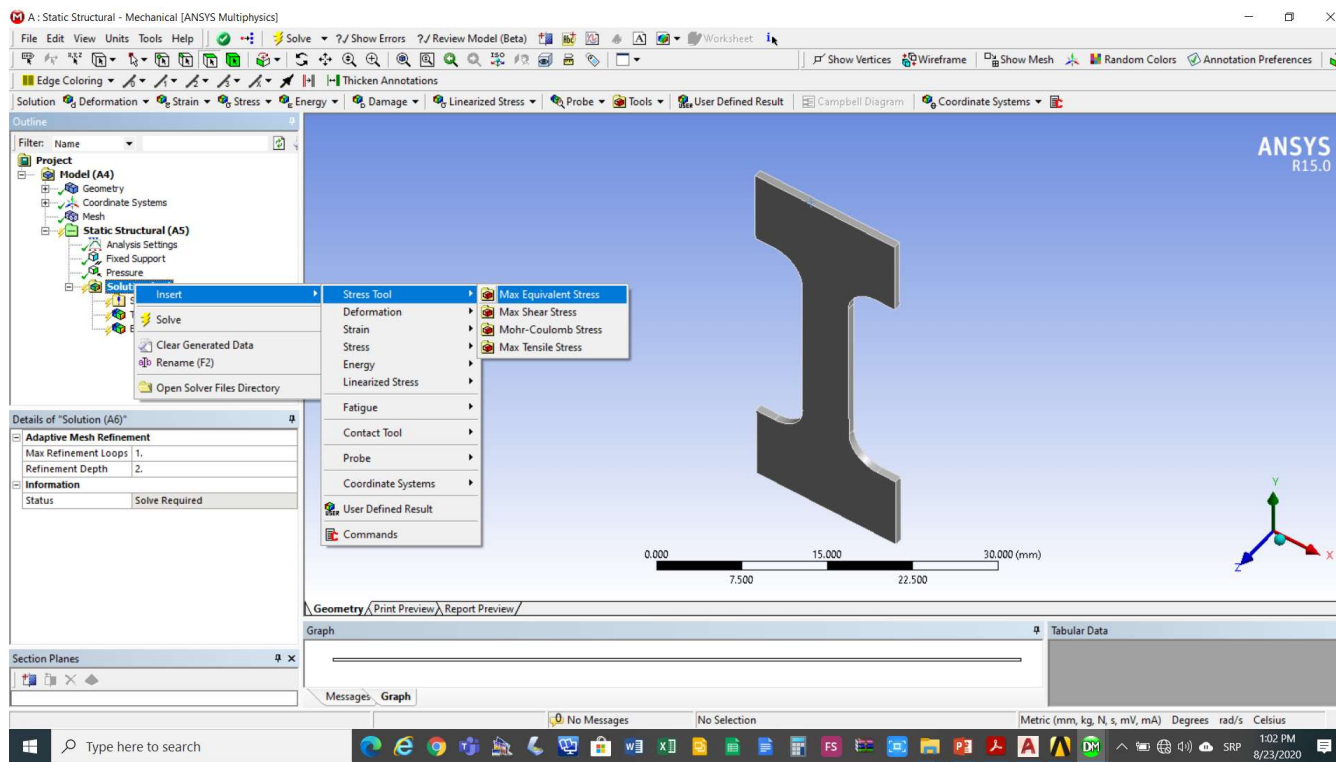 A : Static Structural - Mechanical [ANSYS Multiphysics]
File Edit View Units Tools Help Solve ?./ Show Errors ?./ Review Model (Beta) A Worksheet
Show Vertices Wireframe Show Mesh Random Colors Annotation Preferences
Edge Coloring Thicken Annotations
Solution Deformation Strain Stress Energy Damage Linearized Stress Probe Tools User Defined Result Campbell Diagram Coordinate Systems
Outline
Filter: Name
Project
Model (A4)
Geometry
Coordinate Systems
Mesh
Static Structural (A5)
Analysis Settings
Fixed Support
Pressure
Insert
Solve
Clear Generated Data
Rename (F2)
Open Solver Files Directory
Stress Tool
Deformation
Strain
Stress
Energy
Linearized Stress
Fatigue
Contact Tool
Probe
Coordinate Systems
User Defined Result
Commands
Max Equivalent Stress
Max Shear Stress
Mohr-Coulomb Stress
Max Tensile Stress
ANSYS
R15.0
Details of "Solution (A6)"
Adaptive Mesh Refinement
Max Refinement Loops 1.
Refinement Depth 2.
Information
Status Solve Required
0.000 15.000 30.000 (mm)
7.500 22.500
Y
X
Z
Geometry Print Preview Report Preview
Graph
Tabular Data
Section Planes
Messages Graph
0 No Messages No Selection Metric (mm, kg, N, s, mV, mA) Degrees rad/s Celsius
Type here to search
FS
DM
SRP
1:02 PM
8/23/2020